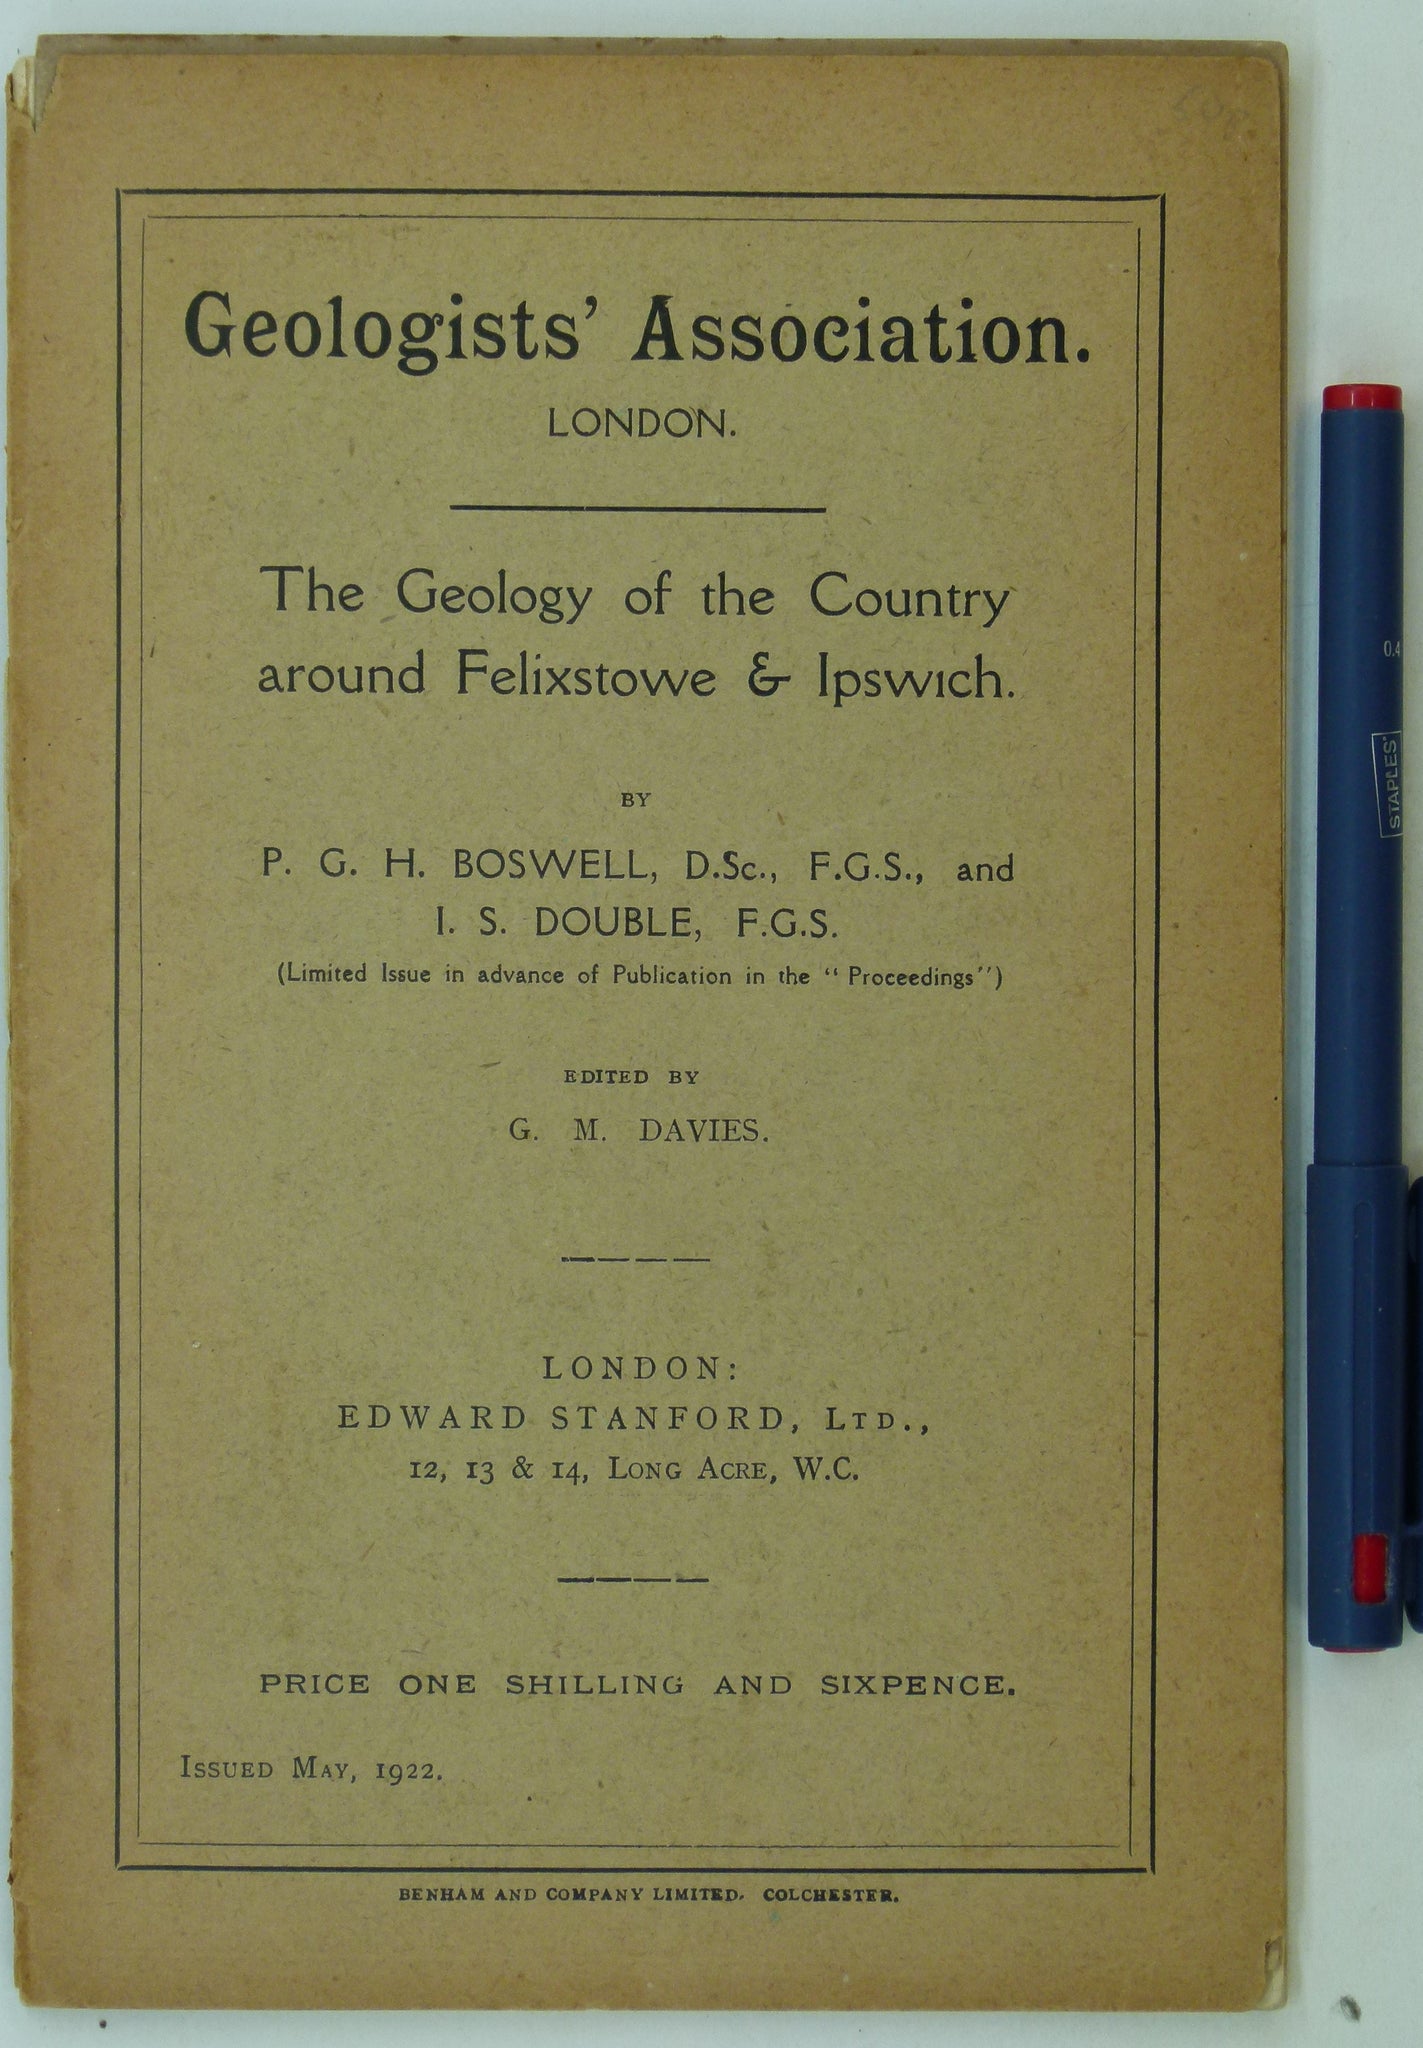 Geologists’ Association.
LONDON.
The Geology of the Country
around Felixstowe & Ipswich.
BY
P. G. H. BOSWELL, D.Sc., F.G.S., and
I. S. DOUBLE, F.G.S.
(Limited Issue in advance of Publication in the “ Proceedings”)
EDITED BY
G. M. DAVIES.
LONDON:
EDWARD STANFORD, LTD.,
12, 13 & 14, LONG ACRE, W.C.
PRICE ONE SHILLING AND SIXPENCE.
ISSUED MAY, 1922.
BENHAM AND COMPANY LIMITED. COLCHESTER.
0.4
STAPLES